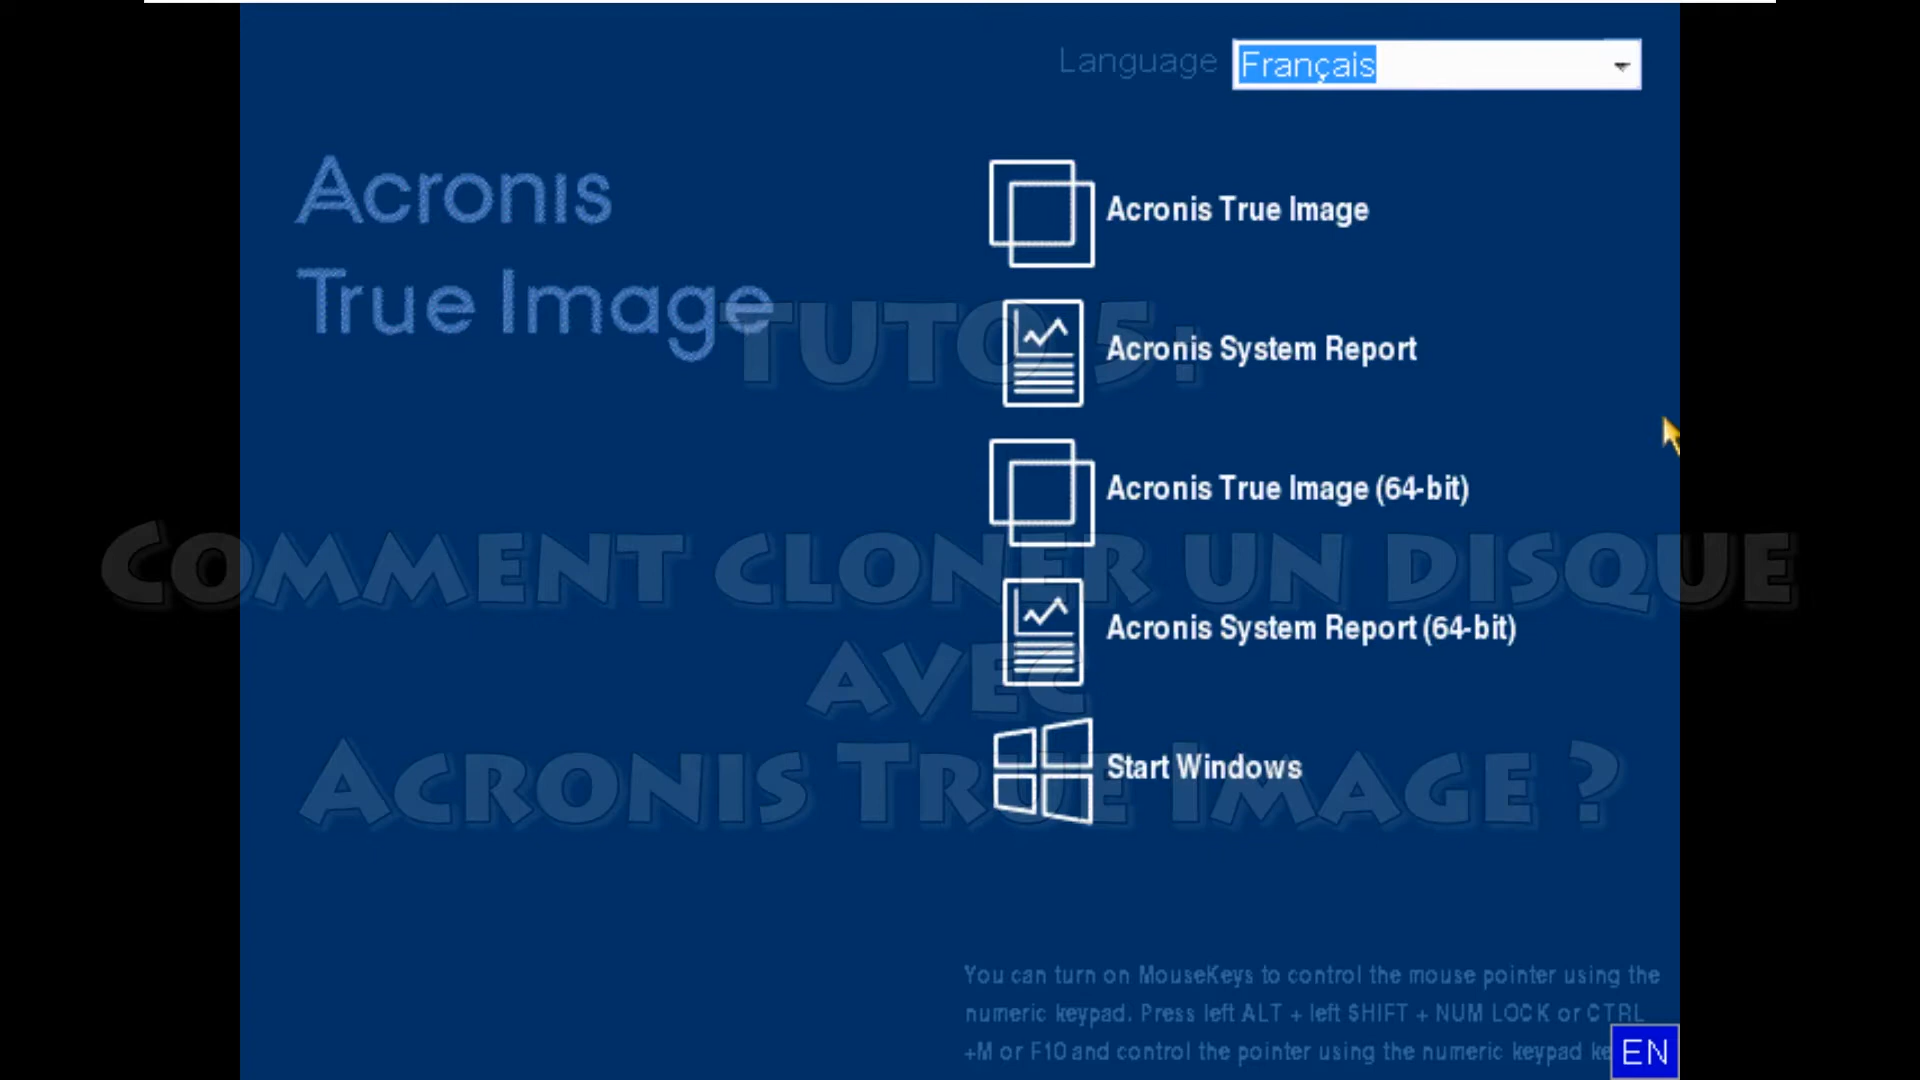 Language
Français
Acronis
True Image
Acronis True Image
Acronis System Report
Acronis True Image (64-bit)
Acronis System Report (64-bit)
Start Windows
TUTO 5:
COMMENT CLONER UN DISQUE
AVEC
ACRONIS TRUE IMAGE ?
You can turn on MouseKeys to control the mouse pointer using the
numeric keypad. Press left ALT + left SHIFT + NUM LOCK or CTRL
+M or F10 and control the pointer using the numeric keypad ke
EN